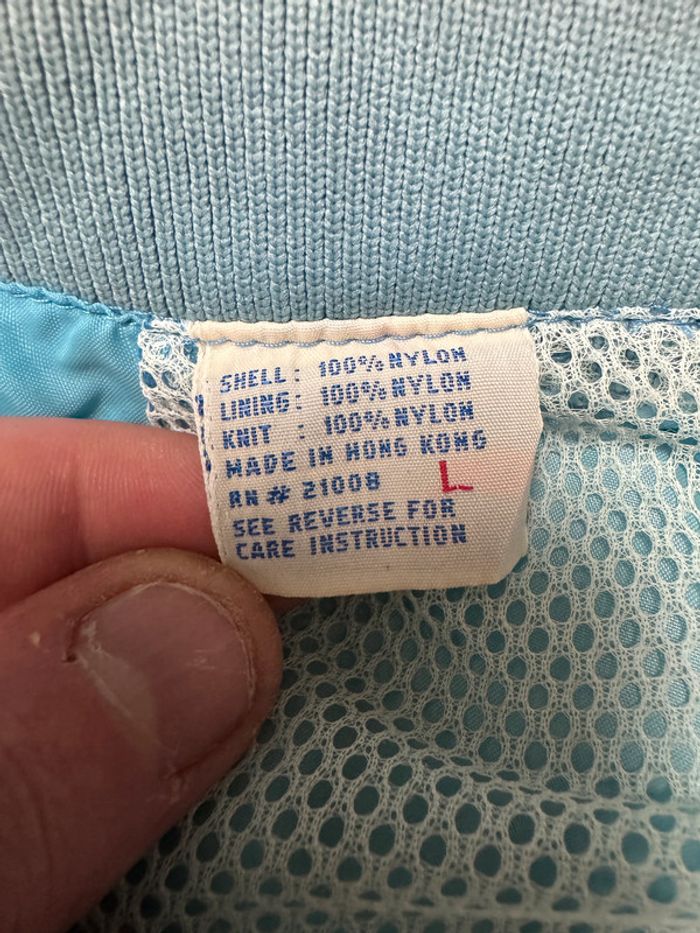 SHELL: 100% NYLON
LINING: 100% NYLON
KNIT : 100% NYLON
MADE IN HONG KONG
RN # 21008 L
SEE REVERSE FOR
CARE INSTRUCTION